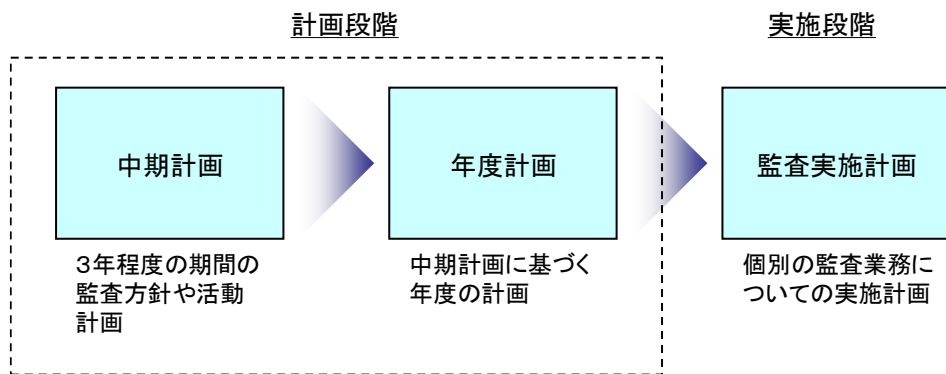 計画段階
実施段階
中期計画
年度計画
監査実施計画
3年程度の期間の
監査方針や活動
計画
中期計画に基づく
年度の計画
個別の監査業務に
ついての実施計画